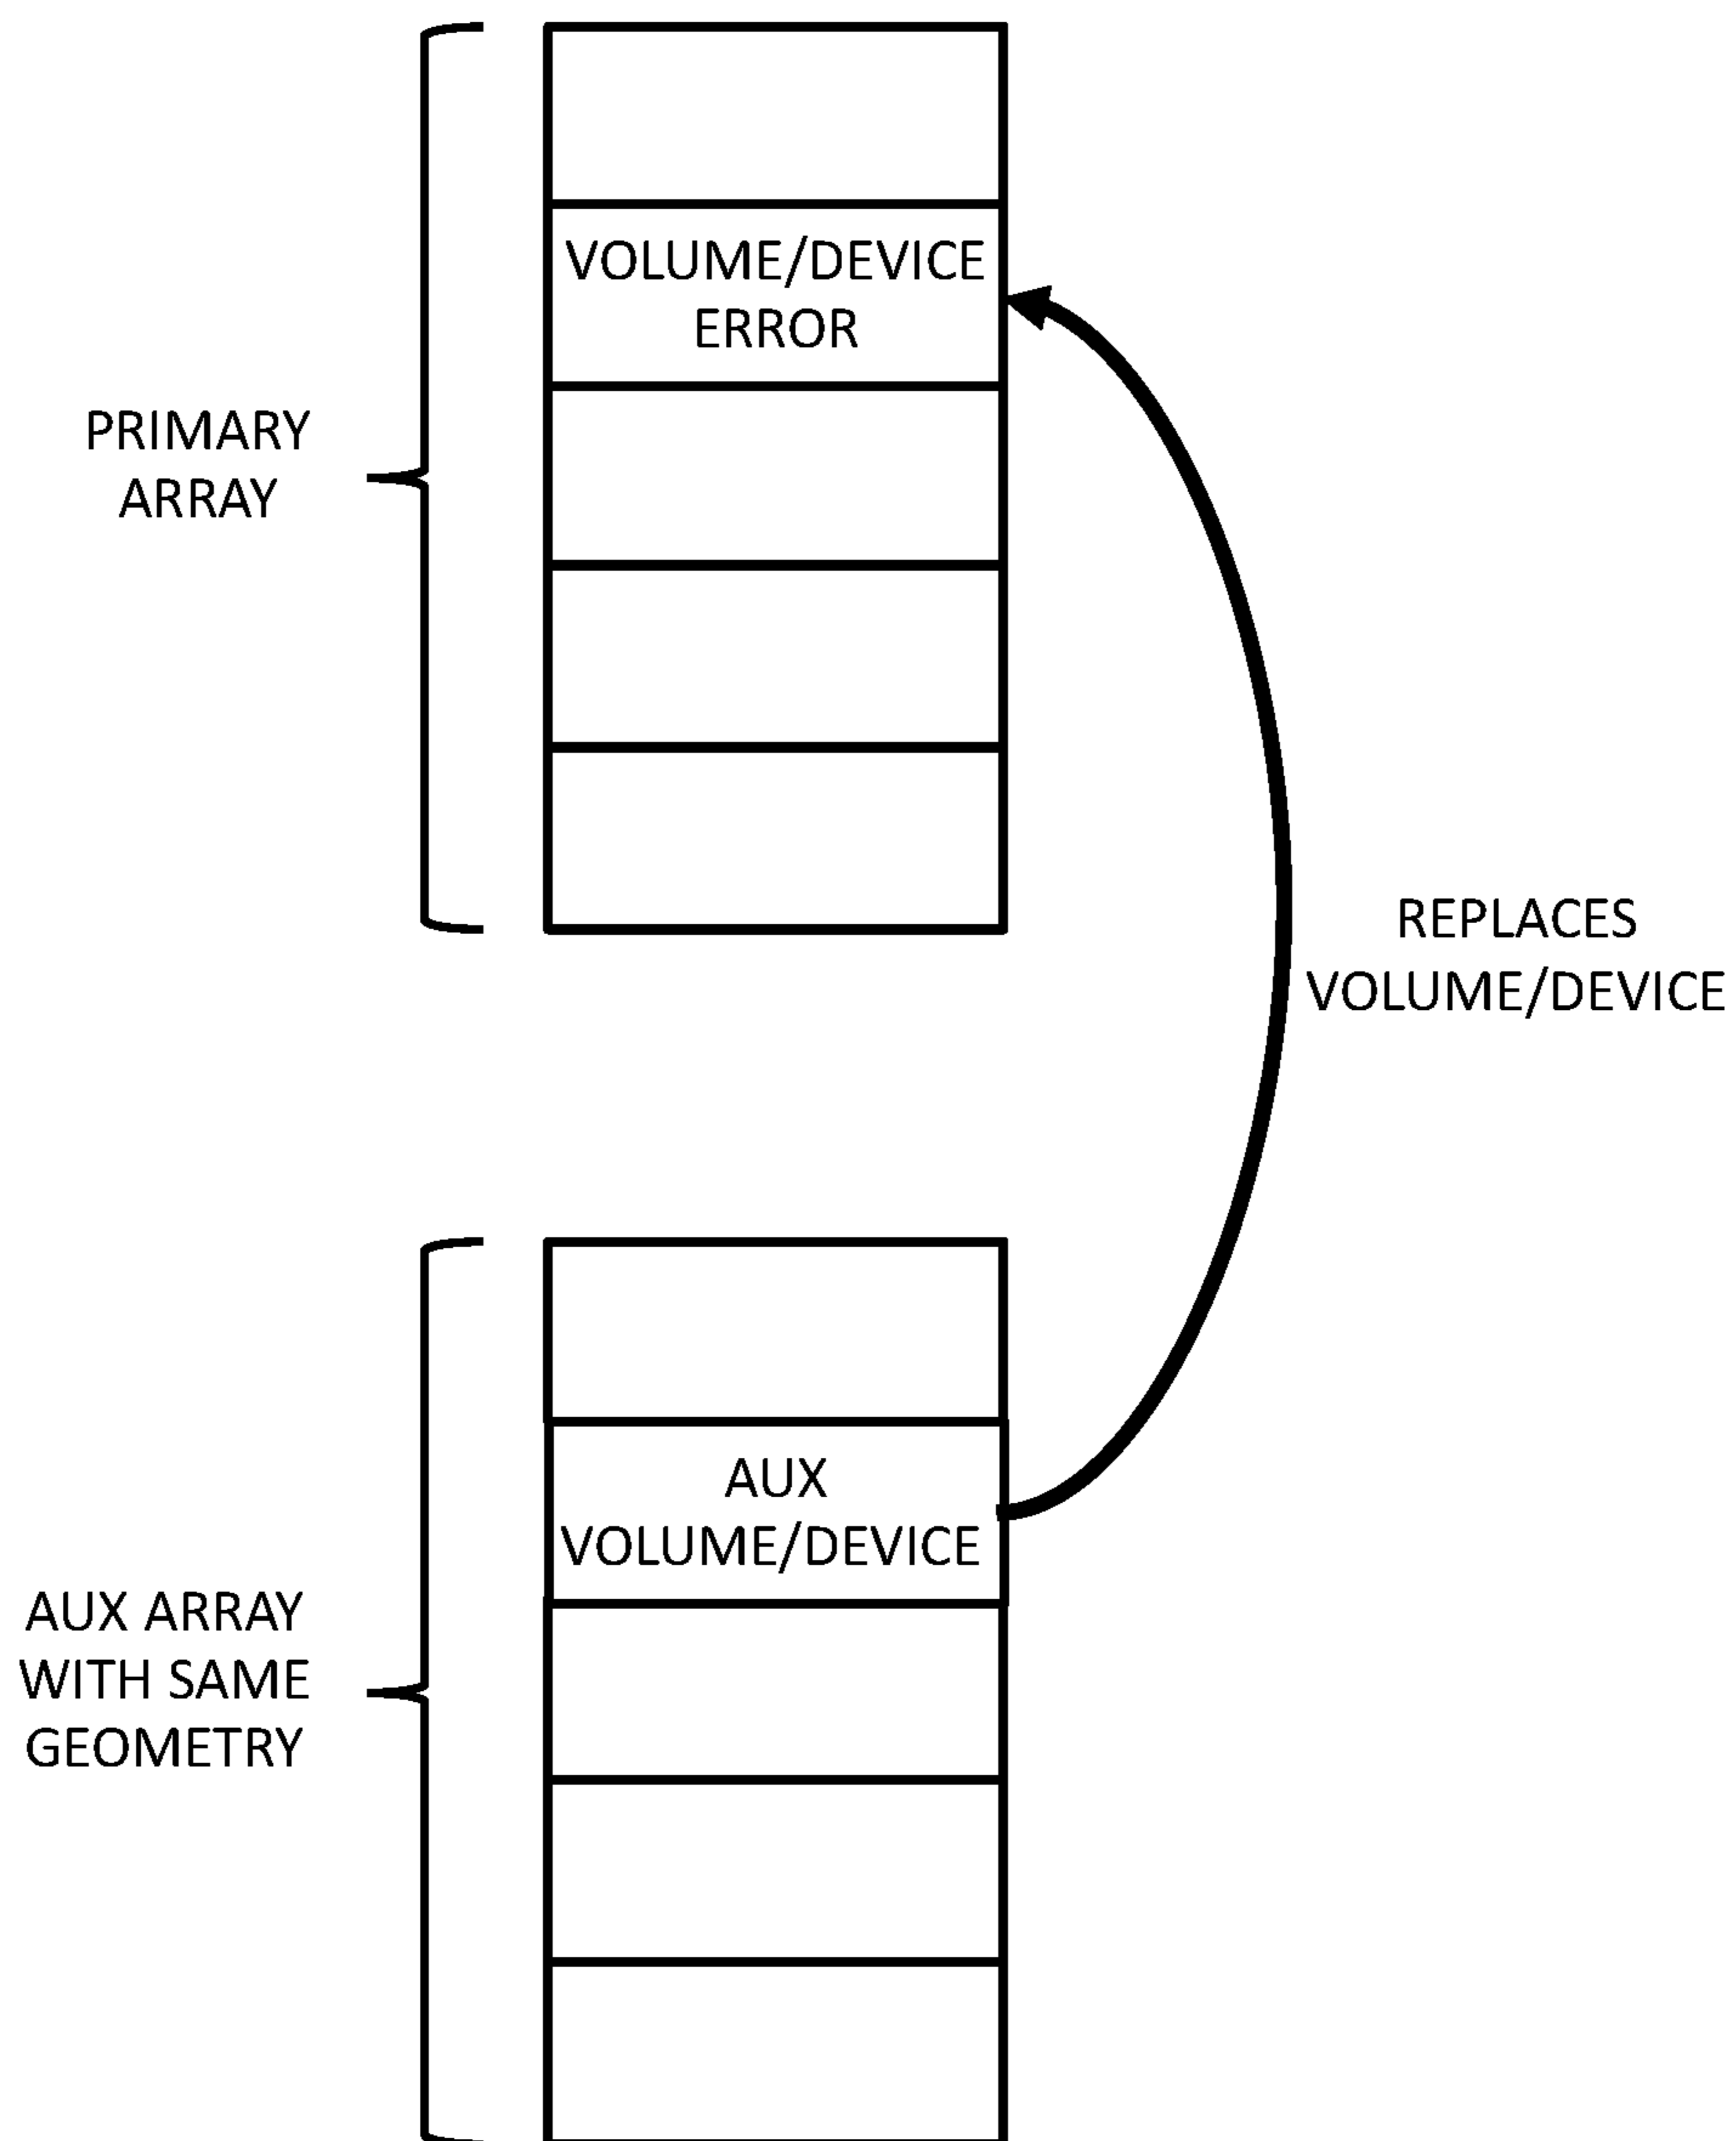 VOLUME/DEVICE
ERROR
PRIMARY
ARRAY
REPLACES
VOLUME/DEVICE
AUX
VOLUME/DEVICE
AUX ARRAY
WITH SAME
GEOMETRY